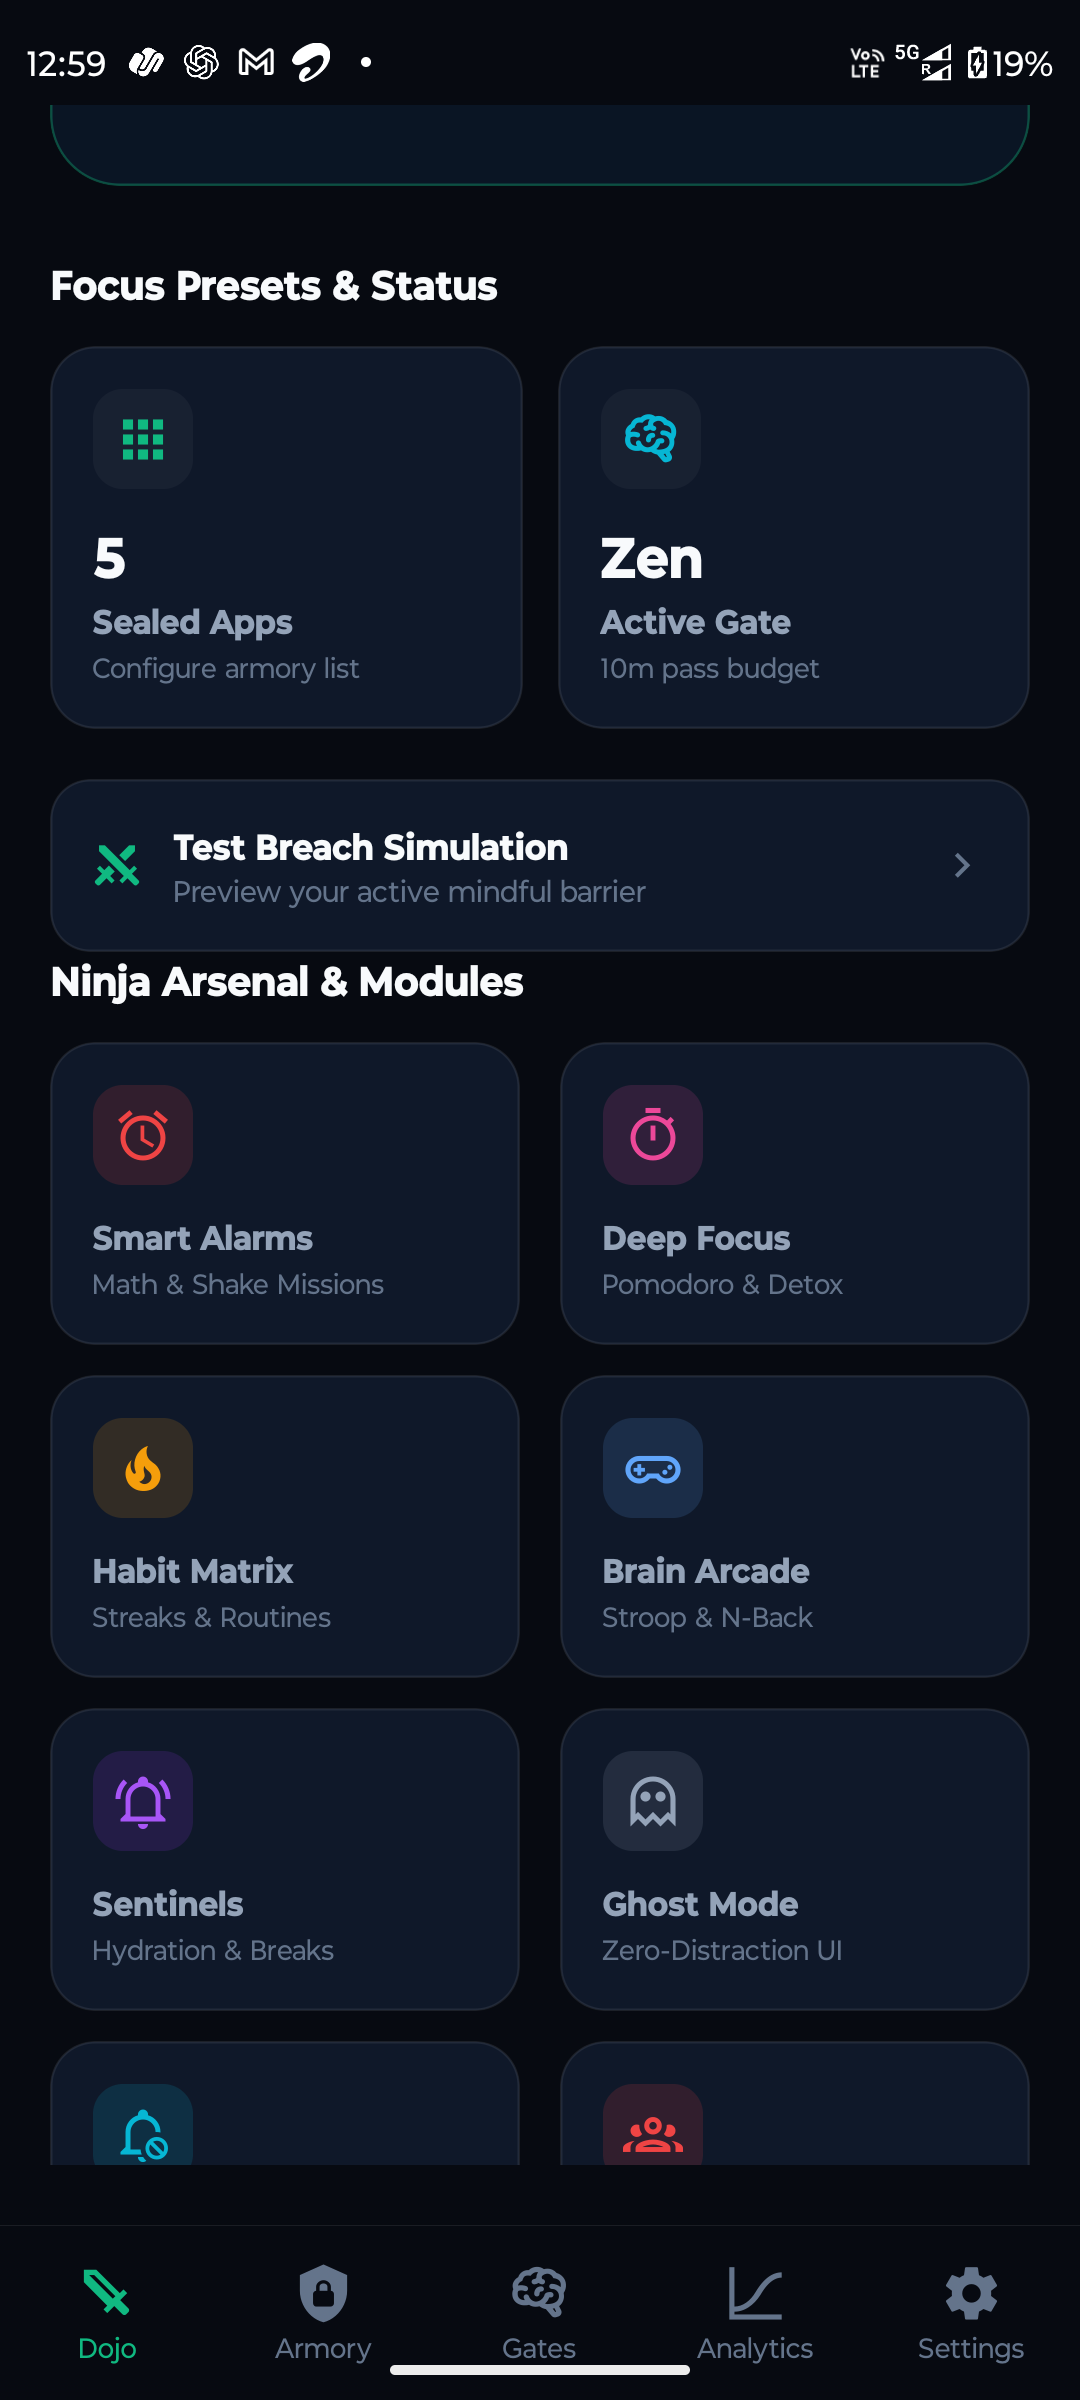 12:59
Vo LTE 5G R 19%
Focus Presets & Status
5
Sealed Apps
Configure armory list
Zen
Active Gate
10m pass budget
Test Breach Simulation
Preview your active mindful barrier
Ninja Arsenal & Modules
Smart Alarms
Math & Shake Missions
Deep Focus
Pomodoro & Detox
Habit Matrix
Streaks & Routines
Brain Arcade
Stroop & N-Back
Sentinels
Hydration & Breaks
Ghost Mode
Zero-Distraction UI
Dojo
Armory
Gates
Analytics
Settings